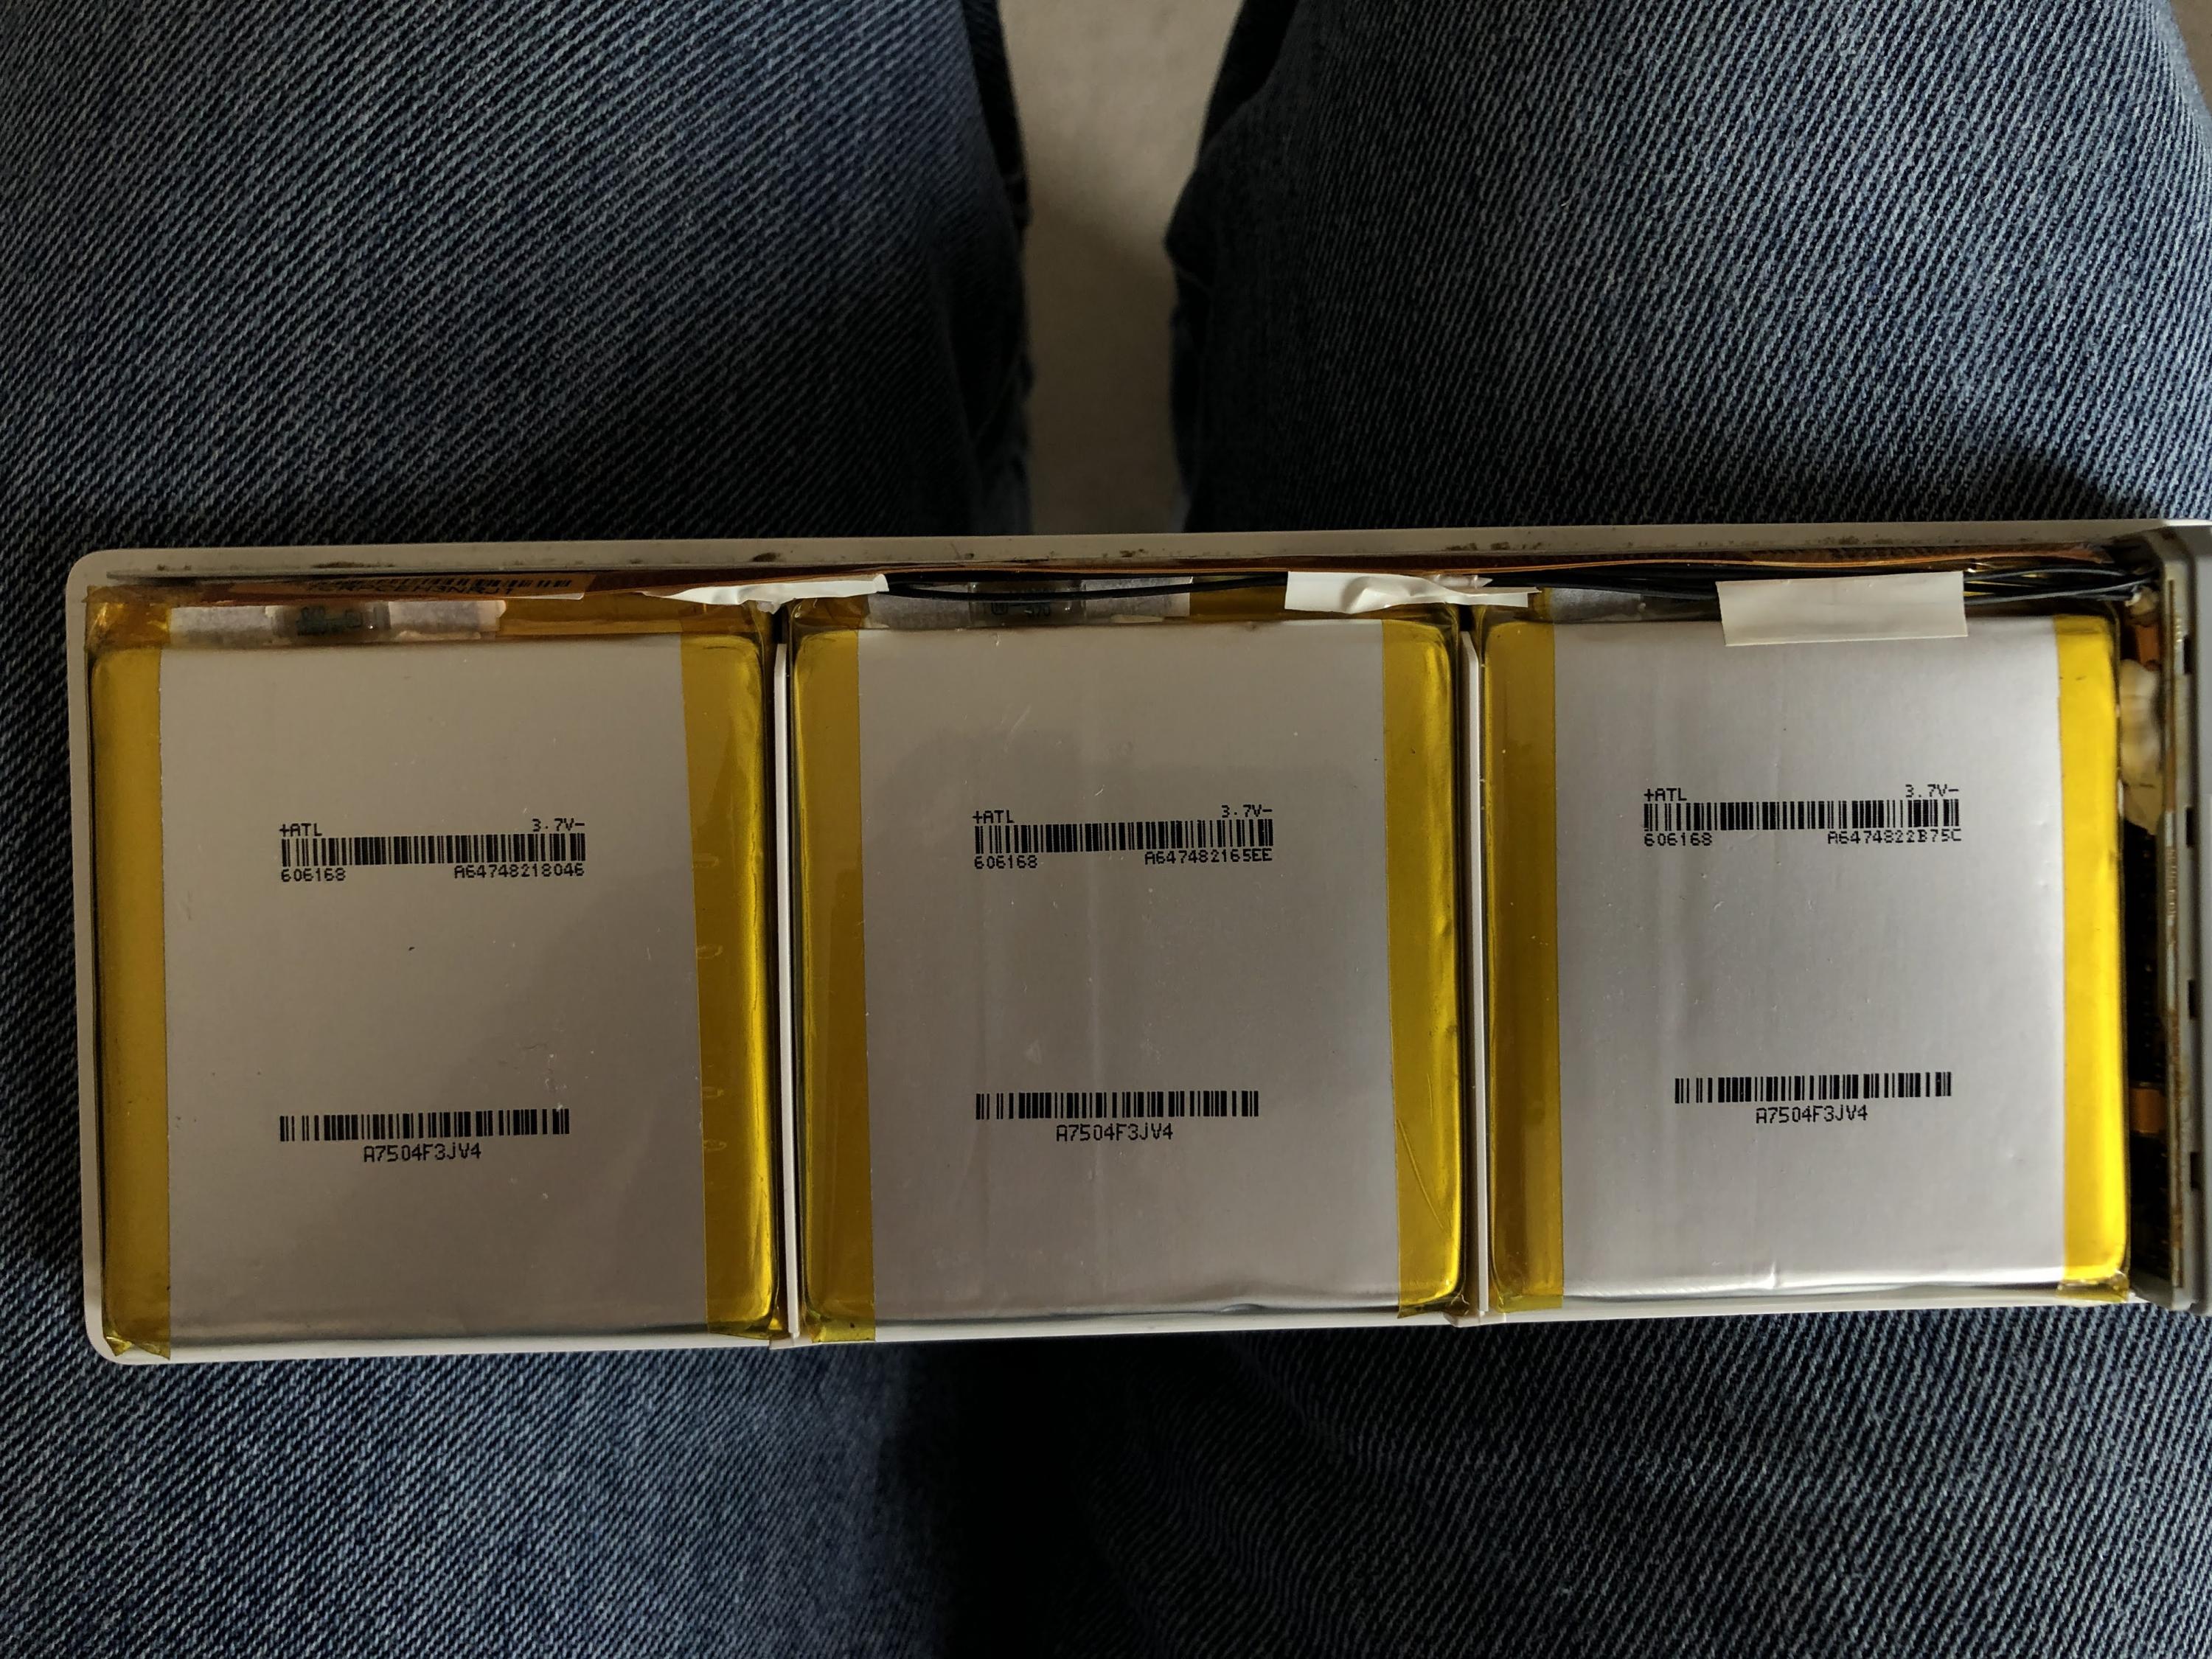 +ATL 3.7V-
606168 A64748218046
A7504F3JV4
+ATL 3.7V-
606168 A647482165EE
A7504F3JV4
+ATL 3.7V-
606168 A6474822B75C
A7504F3JV4